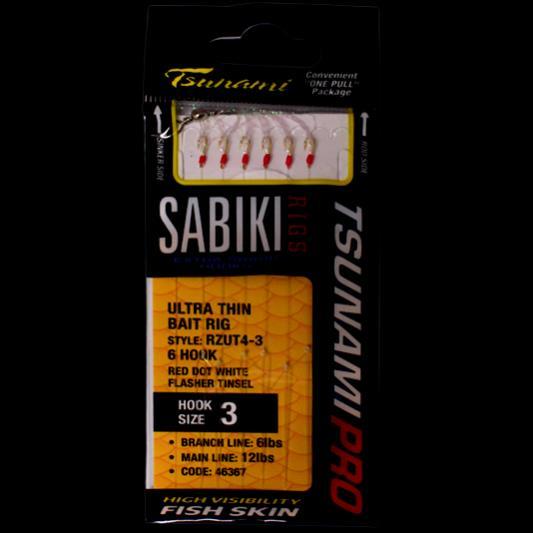 Tsunami
Convenient
"ONE PULL"
Package
SINKER SIDE
ROD SIDE
SABIKI
RIGS
TSUNAMI PRO
ULTRA THIN
BAIT RIG
STYLE: RZUT4-3
6 HOOK
RED DOT WHITE
FLASHER TINSEL
HOOK
SIZE 3
• BRANCH LINE: 6lbs
• MAIN LINE: 12lbs
• CODE: 46367
HIGH VISIBILITY
FISH SKIN